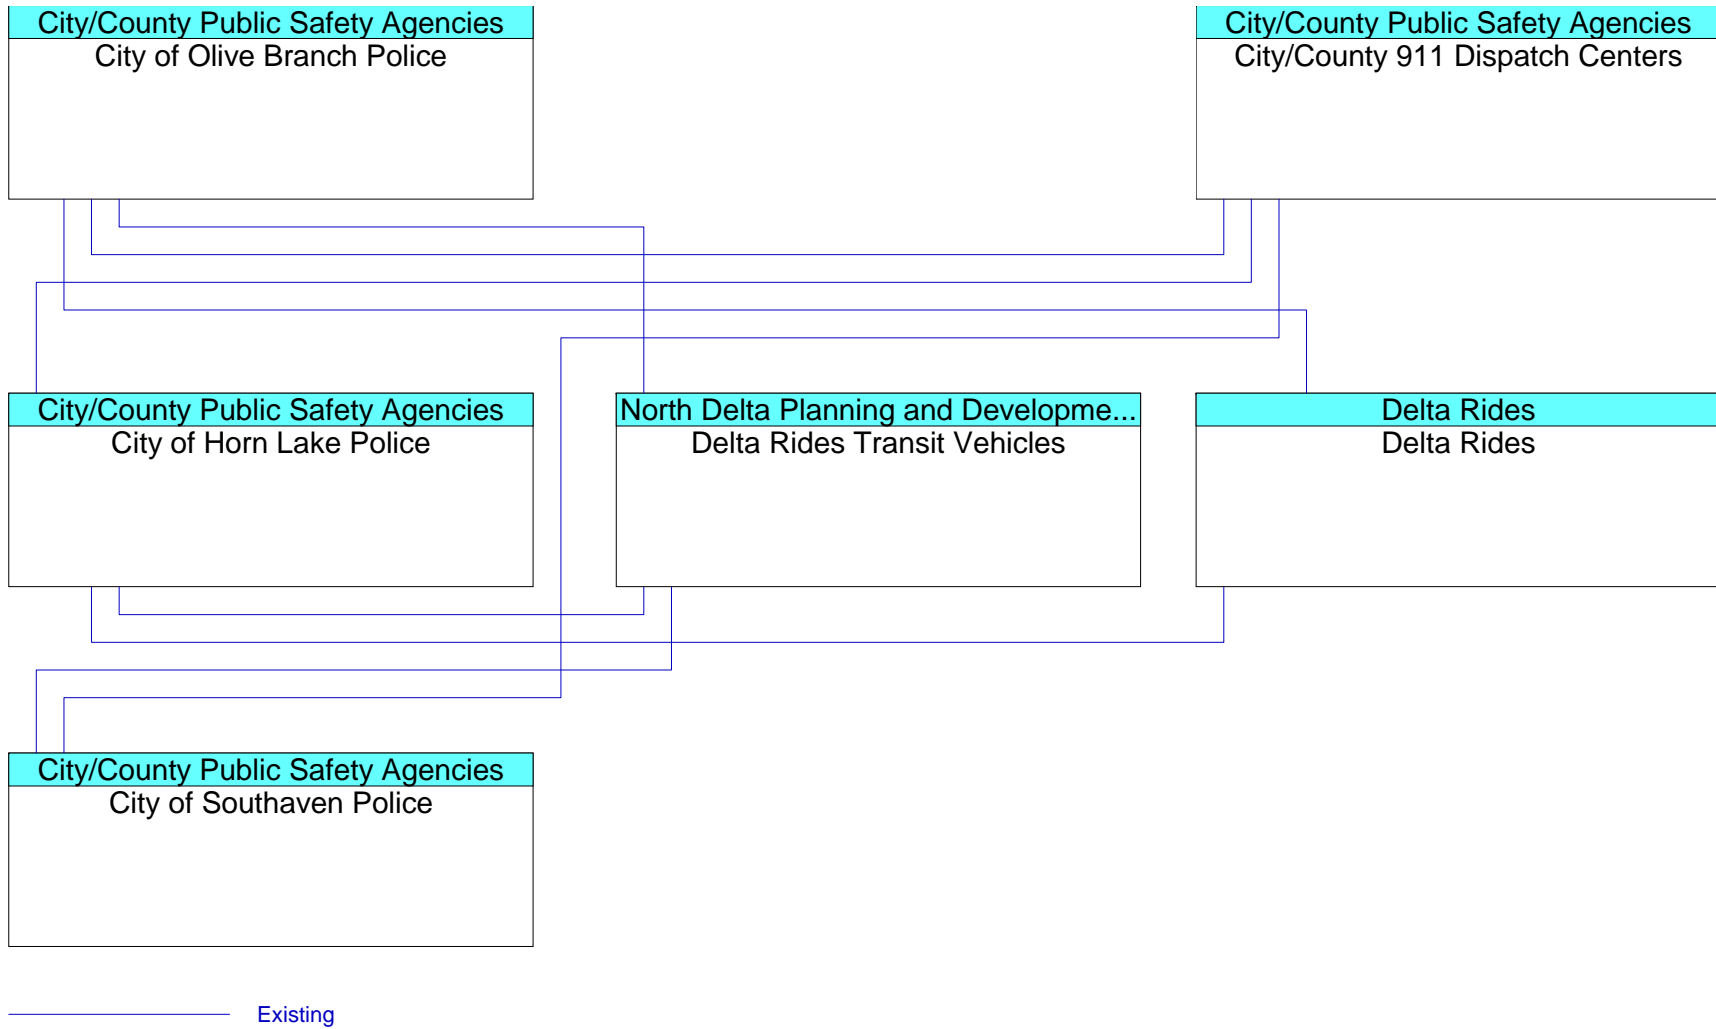 City/County Public Safety Agencies
City of Olive Branch Police
City/County Public Safety Agencies
City/County 911 Dispatch Centers
City/County Public Safety Agencies
City of Horn Lake Police
North Delta Planning and Developme...
Delta Rides Transit Vehicles
Delta Rides
Delta Rides
City/County Public Safety Agencies
City of Southaven Police
Existing